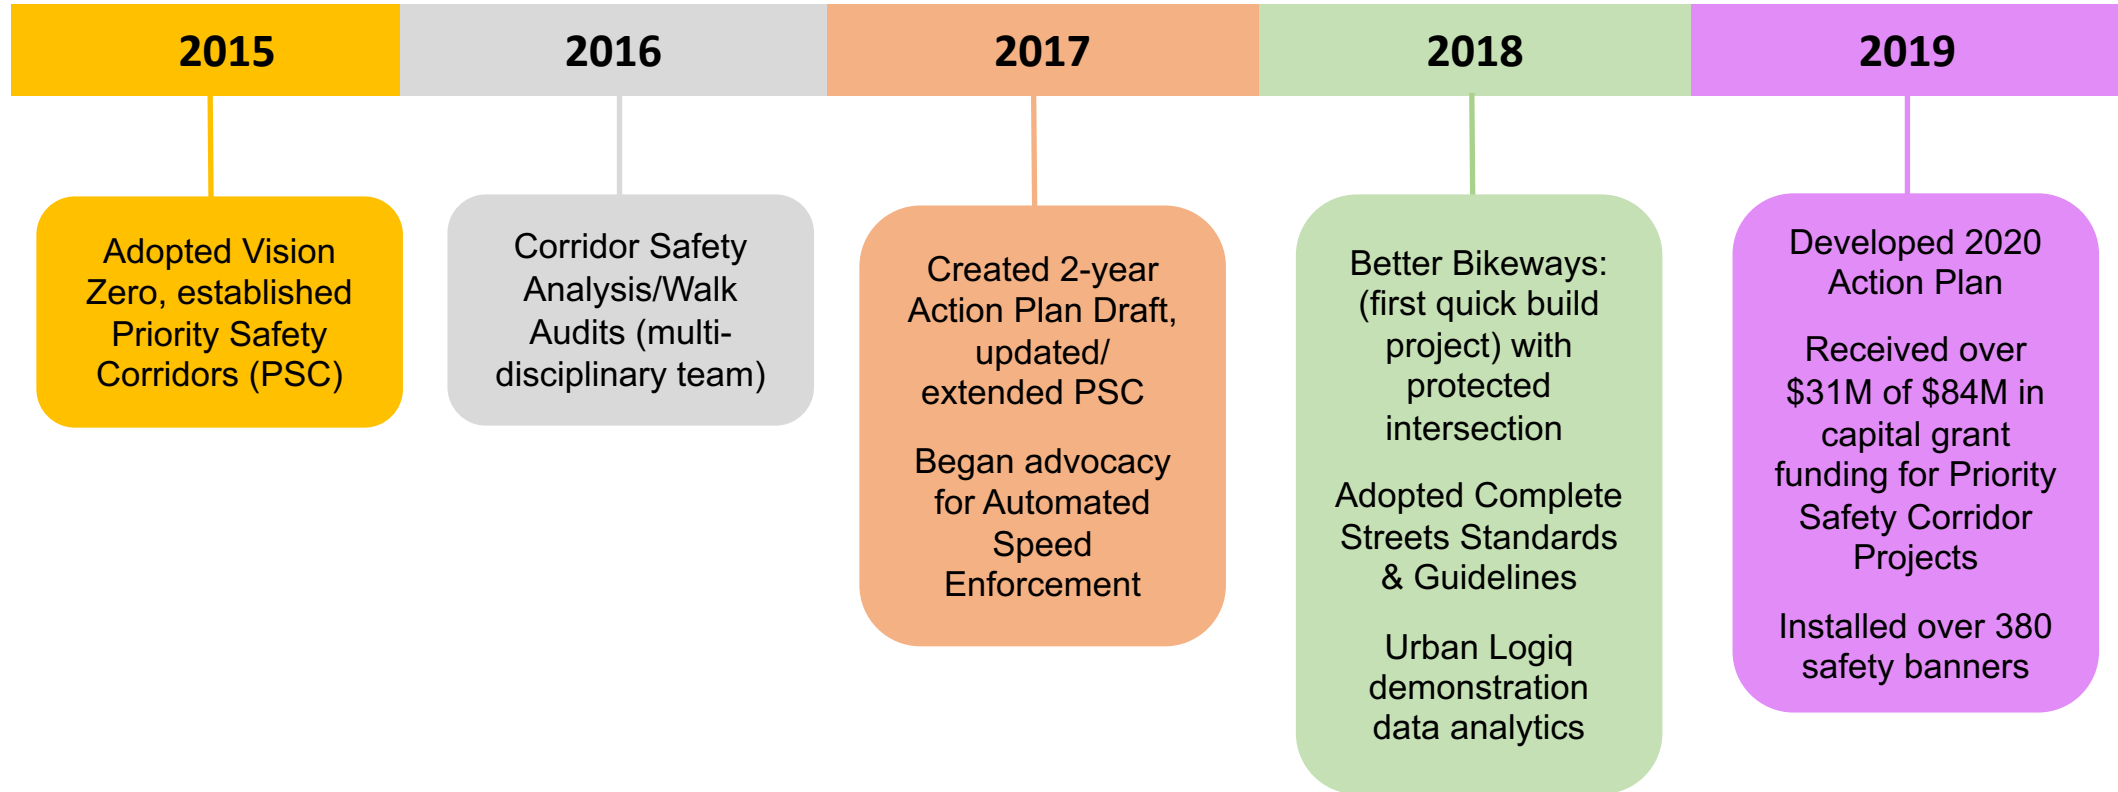 2015
2016
2017
2018
2019
Adopted Vision
Zero, established
Priority Safety
Corridors (PSC)
Corridor Safety
Analysis/Walk
Audits (multi-
disciplinary team)
Created 2-year
Action Plan Draft,
updated/
extended PSC
Began advocacy
for Automated
Speed
Enforcement
Better Bikeways:
(first quick build
project) with
protected
intersection
Adopted Complete
Streets Standards
& Guidelines
Urban Logiq
demonstration
data analytics
Developed 2020
Action Plan
Received over
$31M of $84M in
capital grant
funding for Priority
Safety Corridor
Projects
Installed over 380
safety banners